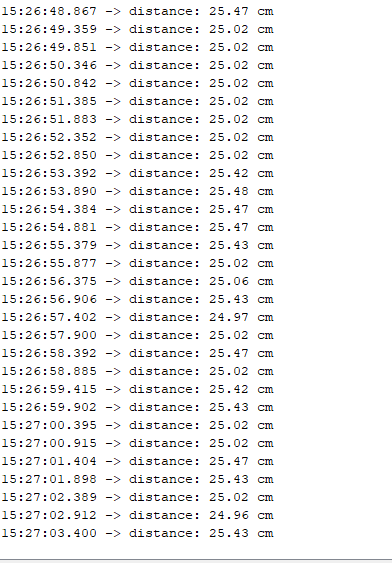 15:26:48.867 -> distance: 25.47 cm
15:26:49.359 -> distance: 25.02 cm
15:26:49.851 -> distance: 25.02 cm
15:26:50.346 -> distance: 25.02 cm
15:26:50.842 -> distance: 25.02 cm
15:26:51.385 -> distance: 25.02 cm
15:26:51.883 -> distance: 25.02 cm
15:26:52.352 -> distance: 25.02 cm
15:26:52.850 -> distance: 25.02 cm
15:26:53.392 -> distance: 25.42 cm
15:26:53.890 -> distance: 25.48 cm
15:26:54.384 -> distance: 25.47 cm
15:26:54.881 -> distance: 25.47 cm
15:26:55.379 -> distance: 25.43 cm
15:26:55.877 -> distance: 25.02 cm
15:26:56.375 -> distance: 25.06 cm
15:26:56.906 -> distance: 25.43 cm
15:26:57.402 -> distance: 24.97 cm
15:26:57.900 -> distance: 25.02 cm
15:26:58.392 -> distance: 25.47 cm
15:26:58.885 -> distance: 25.02 cm
15:26:59.415 -> distance: 25.42 cm
15:26:59.902 -> distance: 25.43 cm
15:27:00.395 -> distance: 25.02 cm
15:27:00.915 -> distance: 25.02 cm
15:27:01.404 -> distance: 25.47 cm
15:27:01.898 -> distance: 25.43 cm
15:27:02.389 -> distance: 25.02 cm
15:27:02.912 -> distance: 24.96 cm
15:27:03.400 -> distance: 25.43 cm